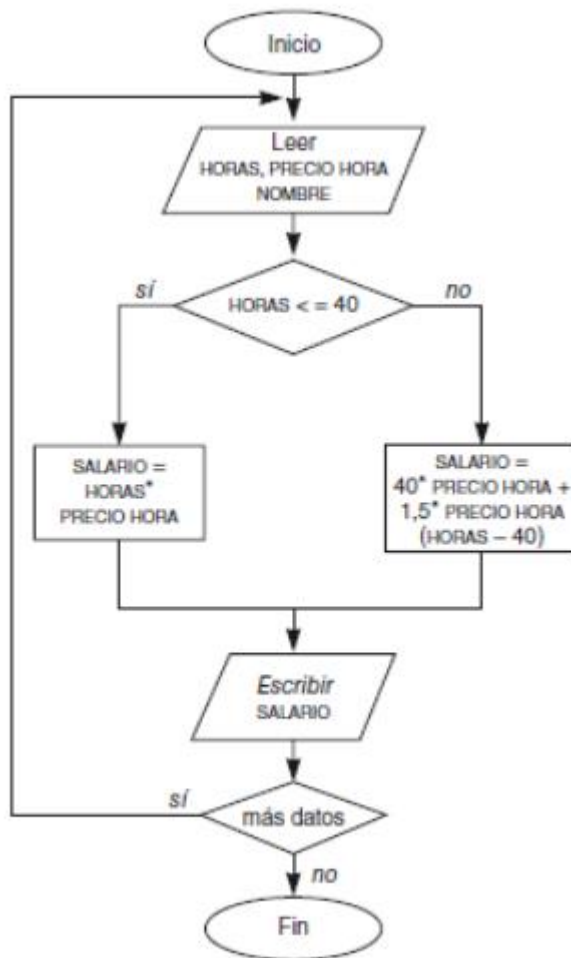 Inicio
Leer
HORAS, PRECIO HORA
NOMBRE
sí
HORAS < = 40
no
SALARIO =
HORAS*
PRECIO HORA
SALARIO =
40* PRECIO HORA +
1,5* PRECIO HORA
(HORAS – 40)
Escribir
SALARIO
sí
más datos
no
Fin